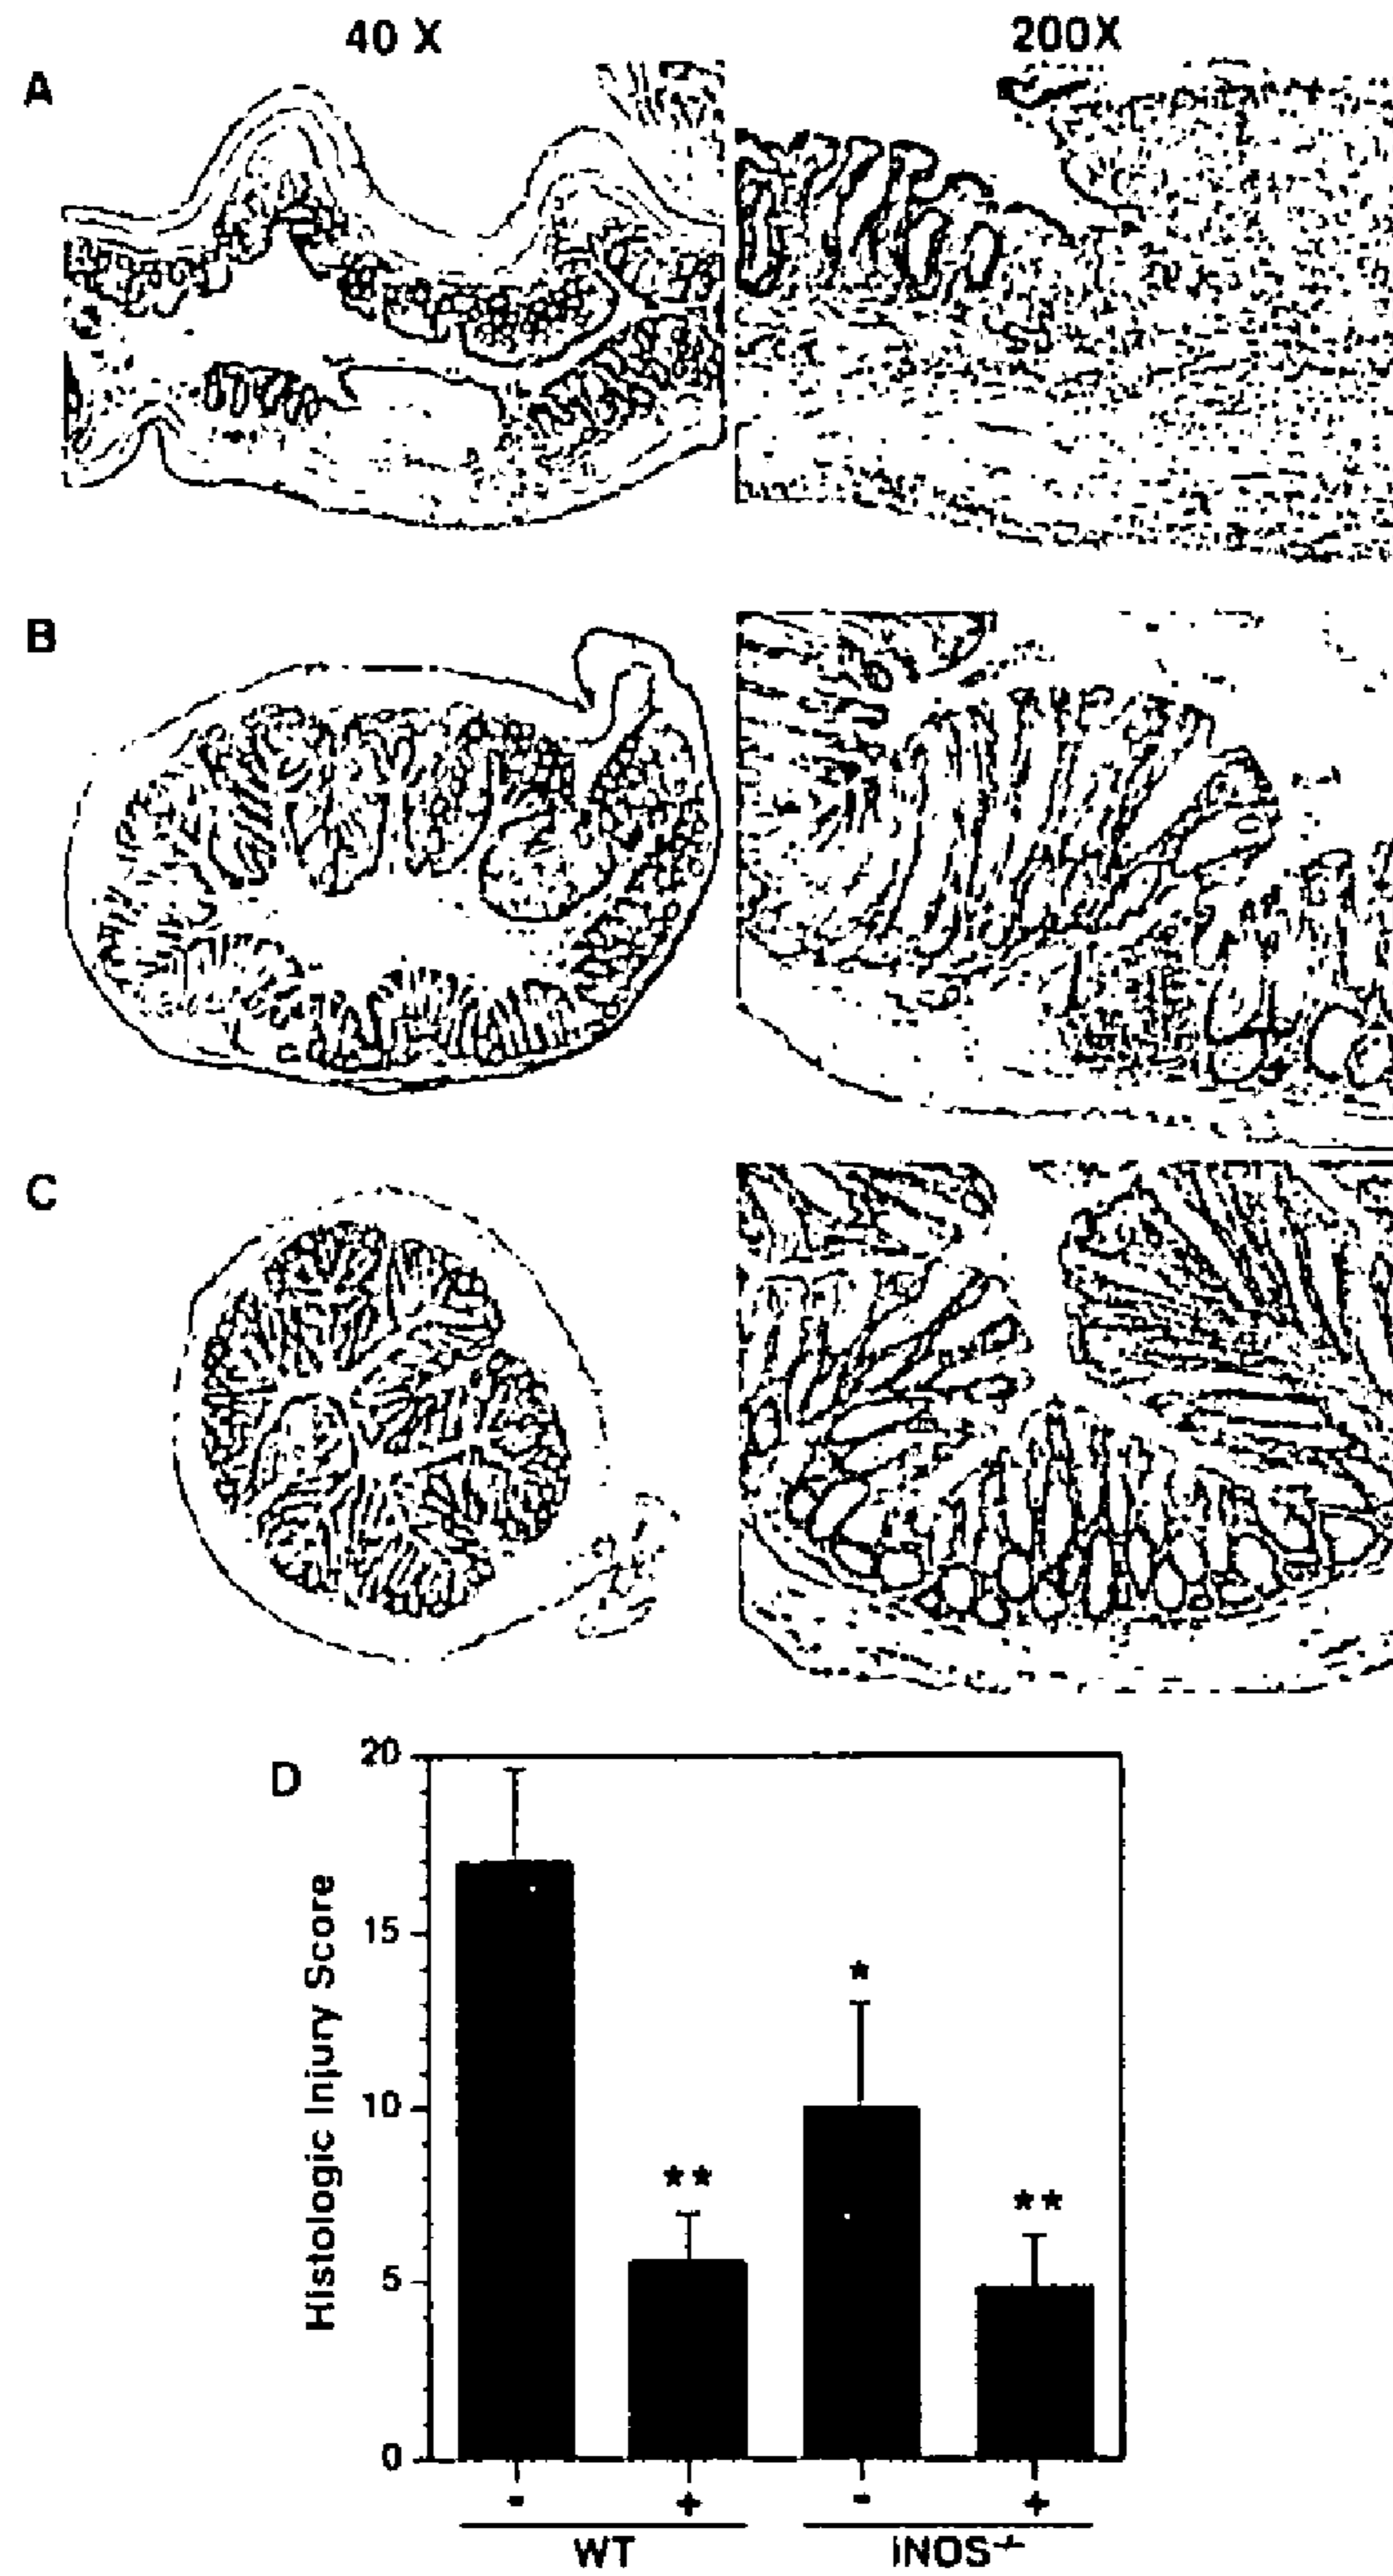 40 X 200X
A
B
C
D
Histologic Injury Score
20
15
10
5
0
**
*
**
- + - +
WT iNOS-/-